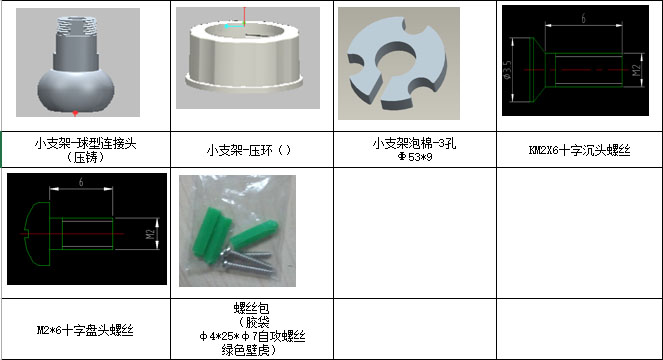 6
Φ3.5
M2
小支架-球型连接头
（压铸）
小支架-压环（）
小支架泡棉-3孔
Φ53*9
KM2X6十字沉头螺丝
6
M2
M2*6十字盘头螺丝
螺丝包
（胶袋
φ4*25*φ7自攻螺丝
绿色壁虎）